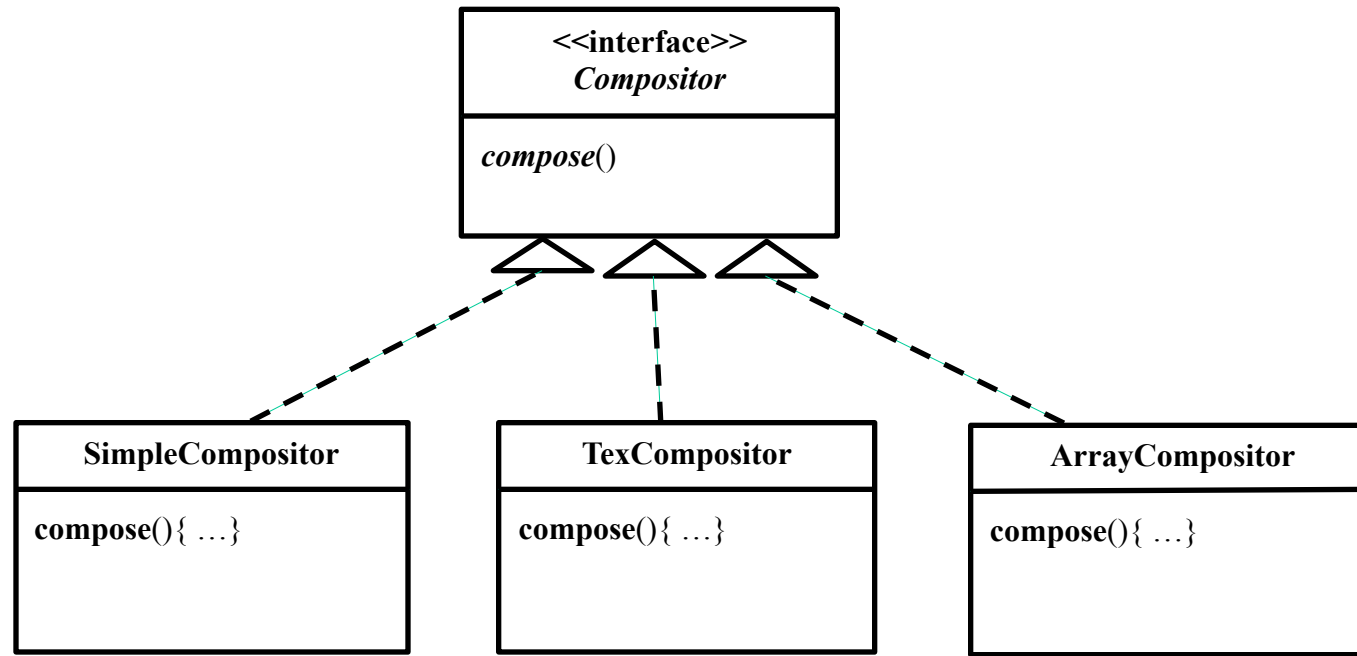 <<interface>>
Compositor
compose()
SimpleCompositor
compose(){ …}
TexCompositor
compose(){ …}
ArrayCompositor
compose(){ …}